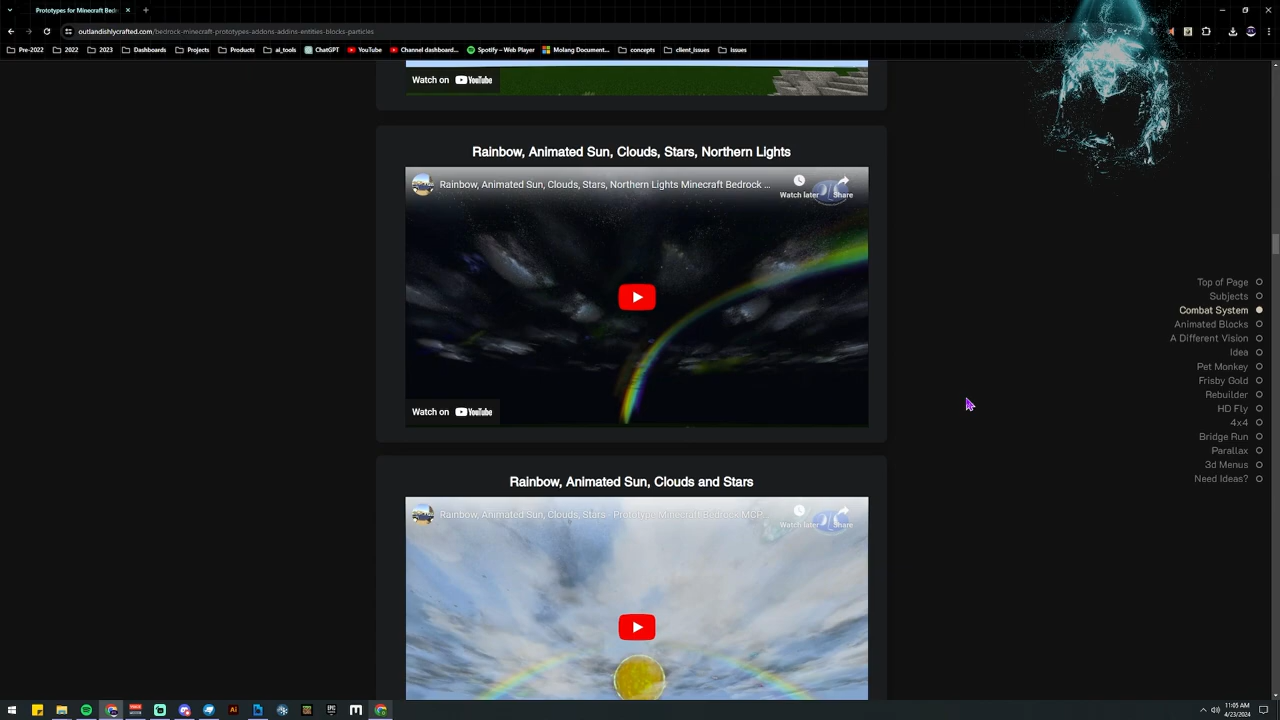 Prototypes for Minecraft Bedr
outlandishlycrafted.com/bedrock-minecraft-prototypes-addons-addins-entities-blocks-particles
Pre-2022
2022
2023
Dashboards
Projects
Products
ai_tools
ChatGPT
YouTube
Channel dashboard...
Spotify – Web Player
Molang Document...
concepts
client_issues
issues
Watch on YouTube
Rainbow, Animated Sun, Clouds, Stars, Northern Lights
Rainbow, Animated Sun, Clouds, Stars, Northern Lights Minecraft Bedrock ...
Watch later
Share
Watch on YouTube
Rainbow, Animated Sun, Clouds and Stars
Rainbow, Animated Sun, Clouds, Stars - Prototype Minecraft Bedrock MCP...
Watch later
Share
Top of Page
Subjects
Combat System
Animated Blocks
A Different Vision
Idea
Pet Monkey
Frisby Gold
Rebuilder
HD Fly
4x4
Bridge Run
Parallax
3d Menus
Need Ideas?
Ai
11:05 AM
4/23/2024